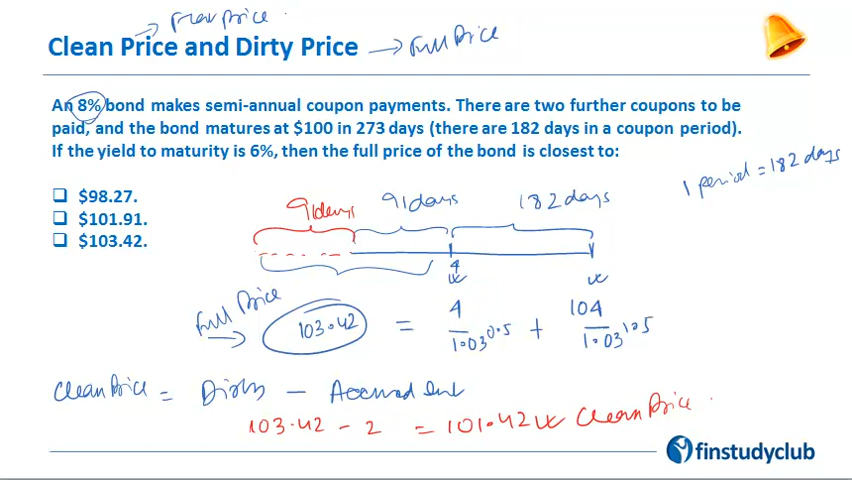 Flat Price
Clean Price and Dirty Price → Full Price
An 8% bond makes semi-annual coupon payments. There are two further coupons to be
paid, and the bond matures at $100 in 273 days (there are 182 days in a coupon period).
If the yield to maturity is 6%, then the full price of the bond is closest to:
1 period = 182 days
$98.27.
$101.91.
$103.42.
91days 91days 182days
4
Full Price → 103.42 = 4/1.03^0.5 + 104/1.03^1.5
Clean Price = Dirty − Accrued Int
103.42 − 2 = 101.42 Clean Price
finstudyclub